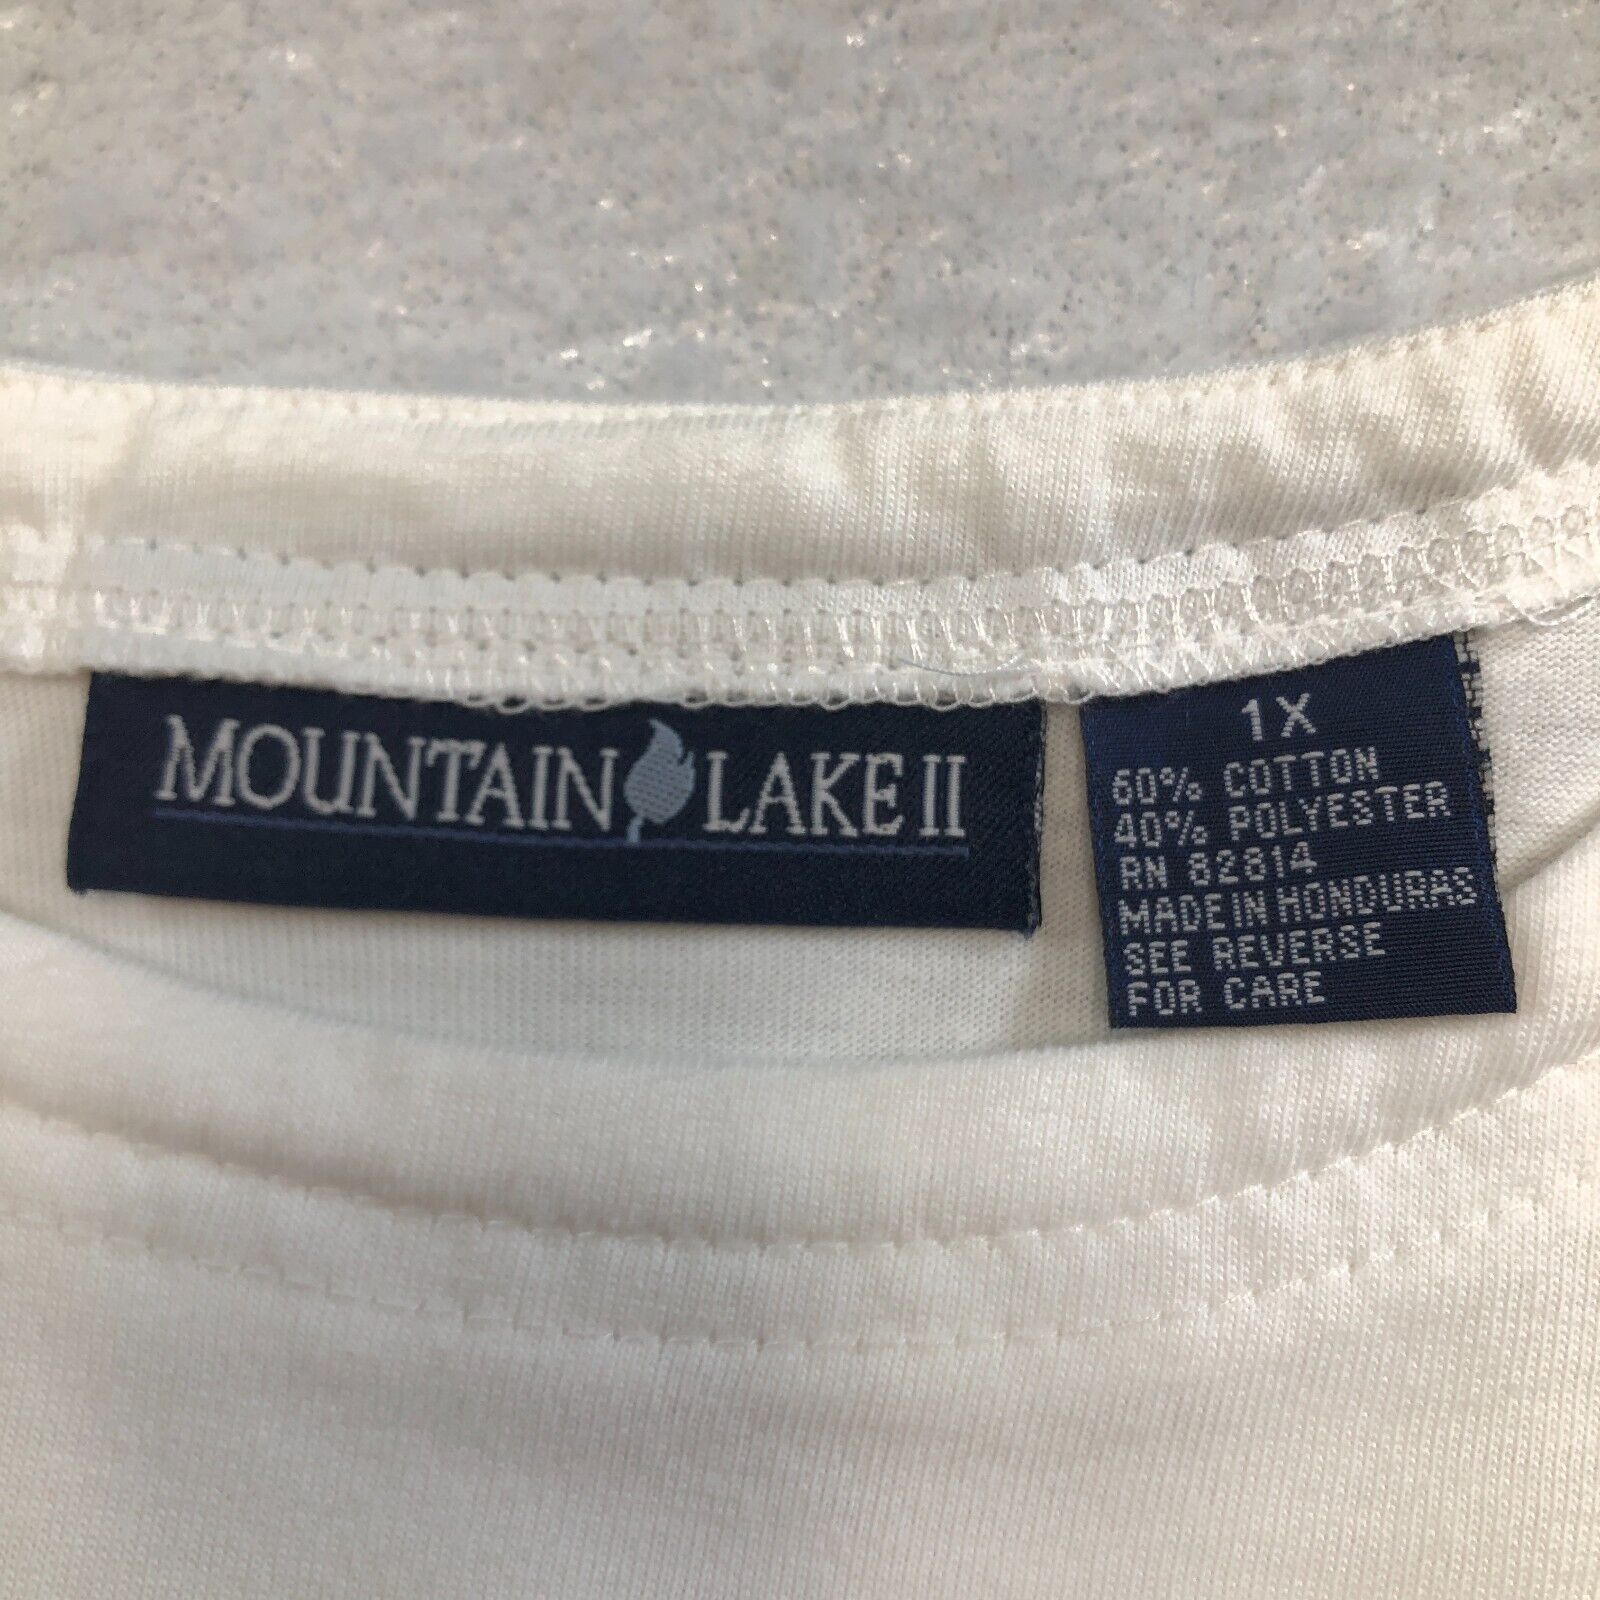 MOUNTAIN LAKE II
1X
60% COTTON
40% POLYESTER
RN 82814
MADE IN HONDURAS
SEE REVERSE
FOR CARE